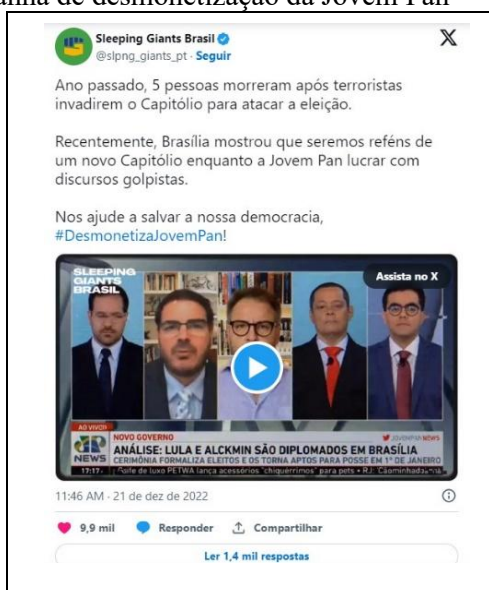 anha de desmonetização da Jovem Pan
Sleeping Giants Brasil
@slpng_giants_pt · Seguir
X
Ano passado, 5 pessoas morreram após terroristas
invadirem o Capitólio para atacar a eleição.
Recentemente, Brasília mostrou que seremos reféns de
um novo Capitólio enquanto a Jovem Pan lucrar com
discursos golpistas.
Nos ajude a salvar a nossa democracia,
#DesmonetizaJovemPan!
SLEEPING
GIANTS
BRASIL
Assista no X
AO VIVO
NOVO GOVERNO
JOVEMPAN NEWS
ANÁLISE: LULA E ALCKMIN SÃO DIPLOMADOS EM BRASÍLIA
CERIMÔNIA FORMALIZA ELEITOS E OS TORNA APTOS PARA POSSE EM 1º DE JANEIRO
JP
NEWS
17:17 de luxo PETWA lança acessórios "chiquérrimos" para pets • RJ:
11:46 AM · 21 de dez de 2022
9,9 mil Responder Compartilhar
Ler 1,4 mil respostas